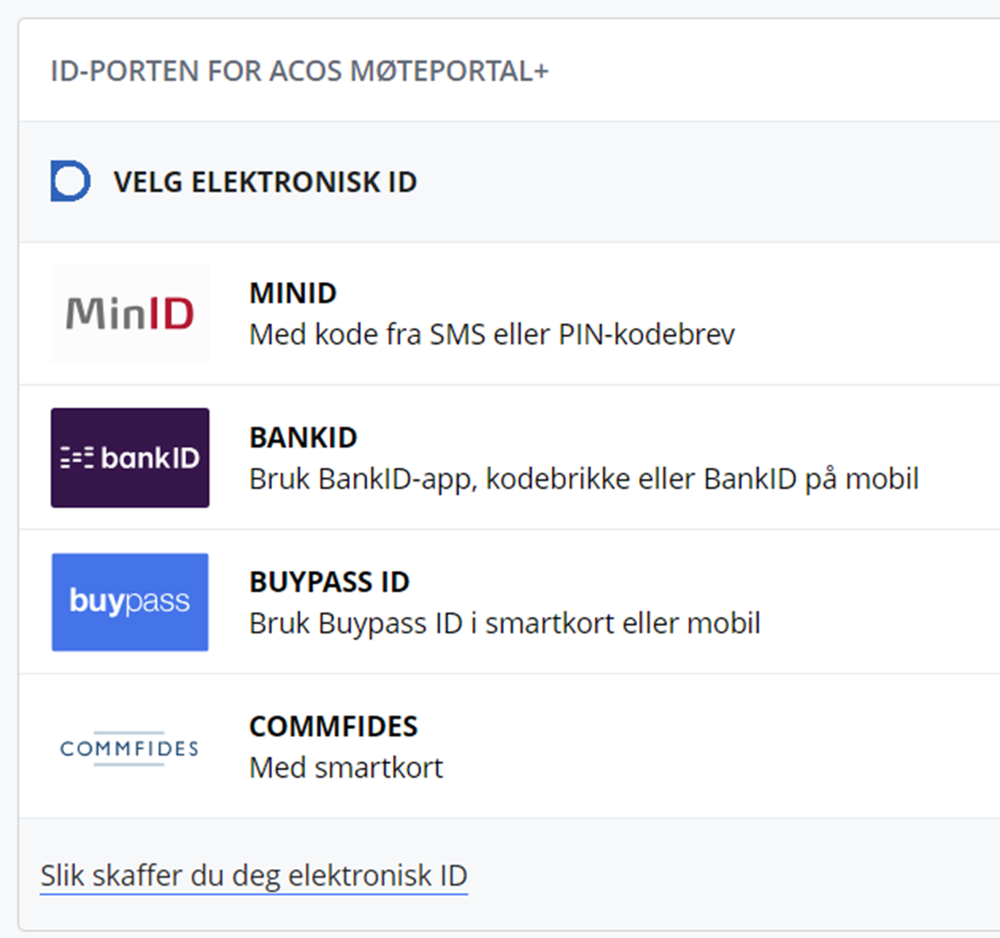 ID-PORTEN FOR ACOS MØTEPORTAL+
VELG ELEKTRONISK ID
MinID
MINID
Med kode fra SMS eller PIN-kodebrev
bankID
BANKID
Bruk BankID-app, kodebrikke eller BankID på mobil
buypass
BUYPASS ID
Bruk Buypass ID i smartkort eller mobil
COMMFIDES
COMMFIDES
Med smartkort
Slik skaffer du deg elektronisk ID